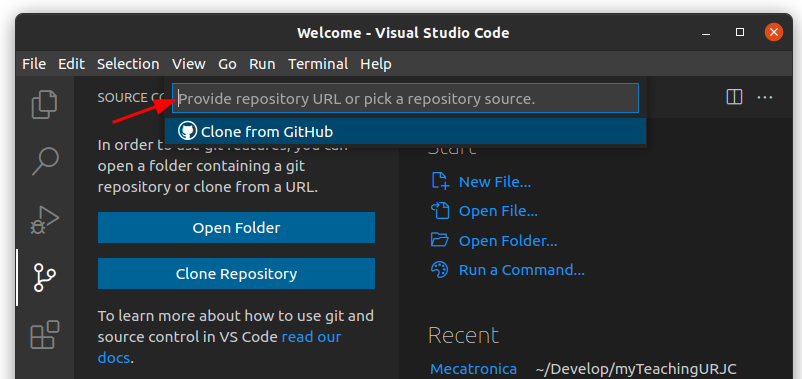 Welcome - Visual Studio Code
File Edit Selection View Go Run Terminal Help
SOURCE CO
Provide repository URL or pick a repository source.
Clone from GitHub
In order to use git features, you can
open a folder containing a git
repository or clone from a URL.
Open Folder
Clone Repository
To learn more about how to use git and
source control in VS Code read our
docs.
Start
New File...
Open File...
Open Folder...
Run a Command...
Recent
Mecatronica ~/Develop/myTeachingURJC